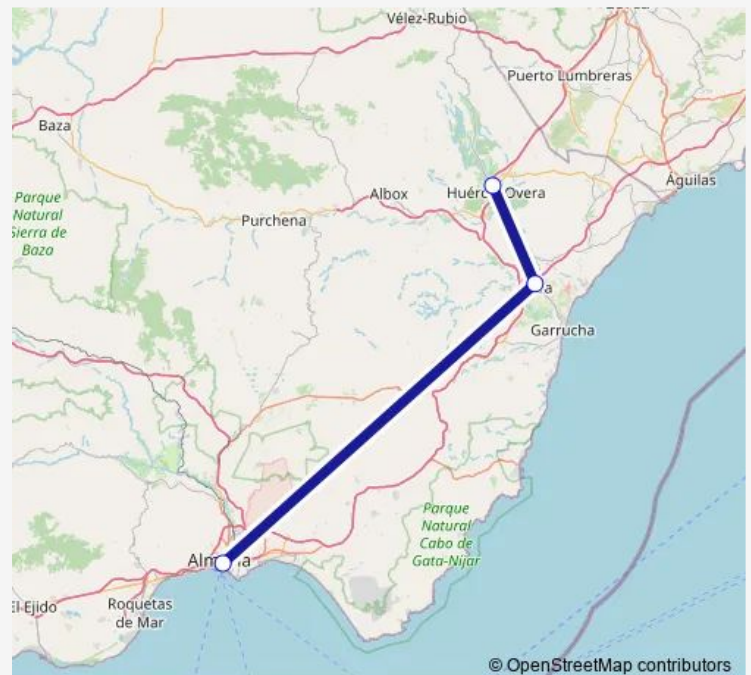 Vélez-Rubio
Puerto Lumbreras
Baza
Águilas
Parque
Natural
Sierra de
Baza
Albox
Overa
Purchena
Garrucha
Parque
Natural
Cabo de
Gata-Níjar
El Ejido
Roquetas
de Mar
© OpenStreetMap contributors